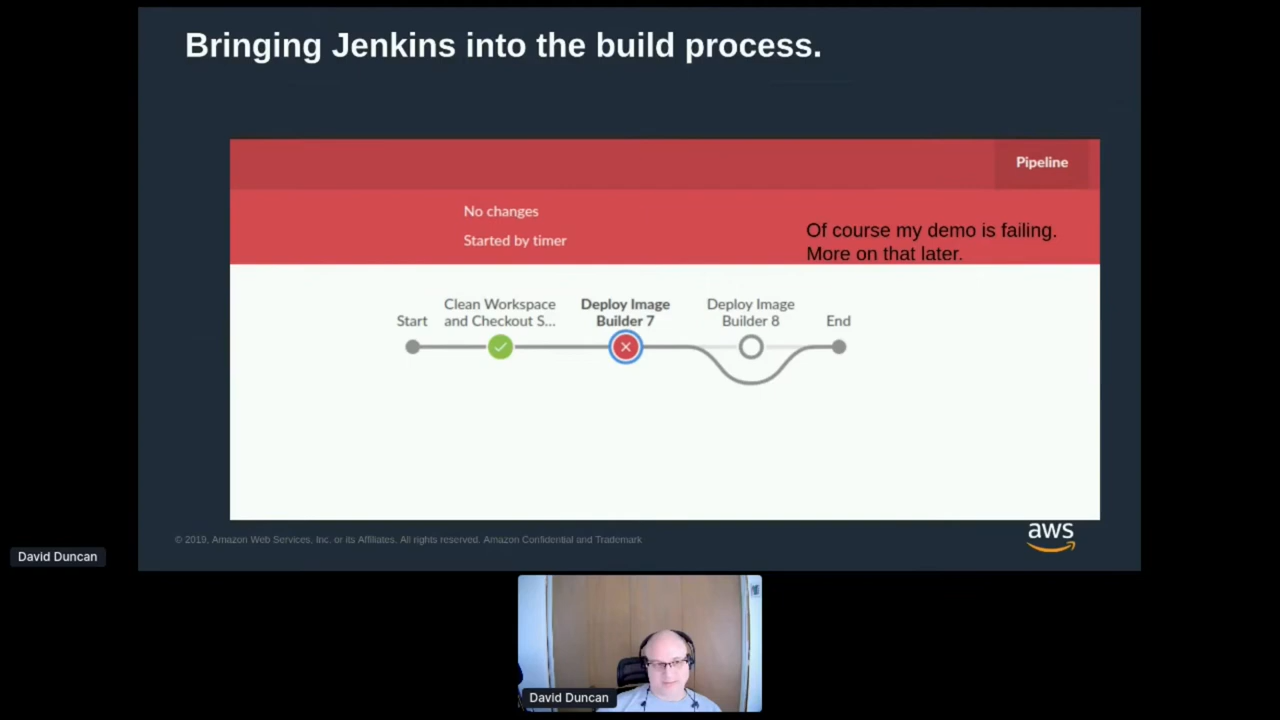 Bringing Jenkins into the build process.
Pipeline
No changes
Started by timer
Of course my demo is failing.
More on that later.
Start
Clean Workspace
and Checkout S...
Deploy Image
Builder 7
Deploy Image
Builder 8
End
© 2019, Amazon Web Services, Inc. or its Affiliates. All rights reserved. Amazon Confidential and Trademark
aws
David Duncan
David Duncan